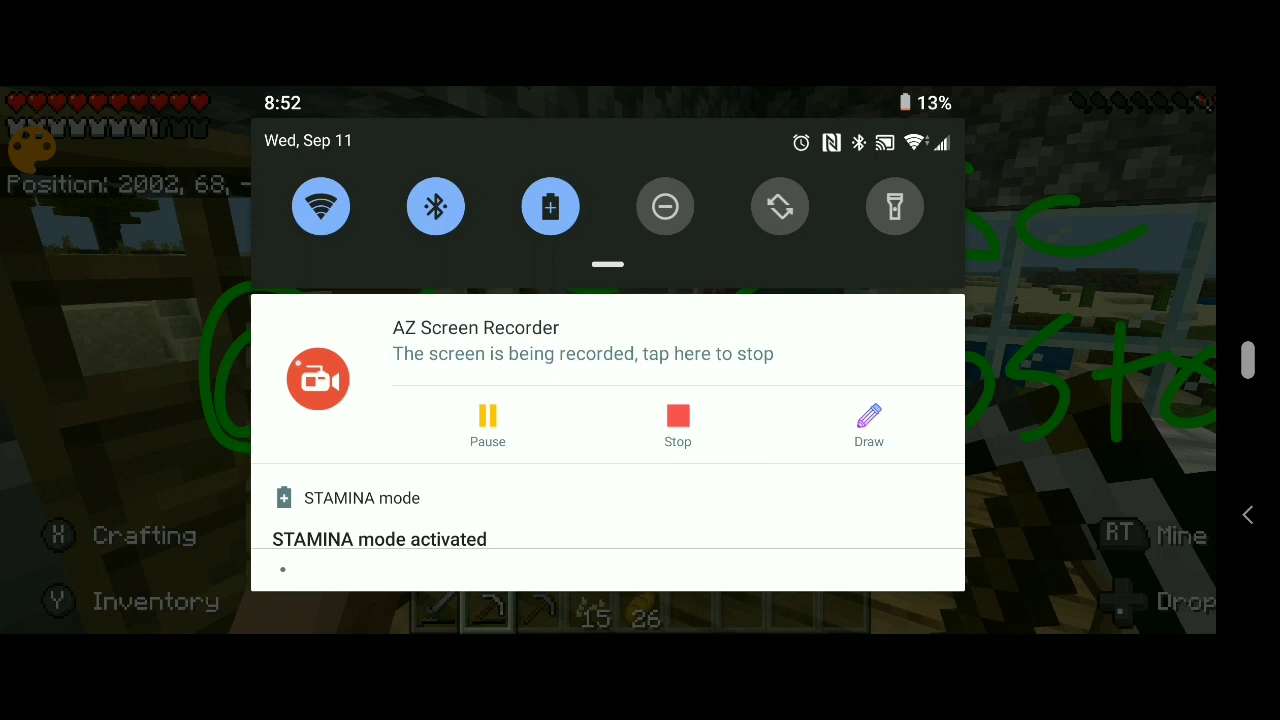 8:52
13%
Wed, Sep 11
Position: 2002, 68, -
AZ Screen Recorder
The screen is being recorded, tap here to stop
Pause
Stop
Draw
STAMINA mode
STAMINA mode activated
X Crafting
RT Mine
Y Inventory
Drop
15 26